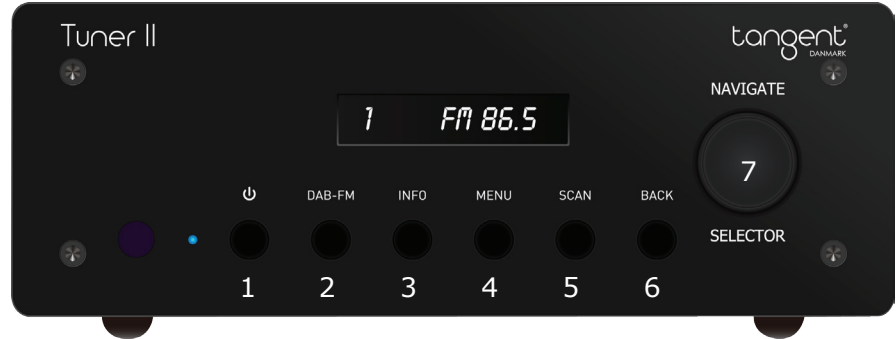 Tuner II
tangent®
DANMARK
NAVIGATE
1 FM 86.5
7
DAB-FM INFO MENU SCAN BACK
SELECTOR
1 2 3 4 5 6